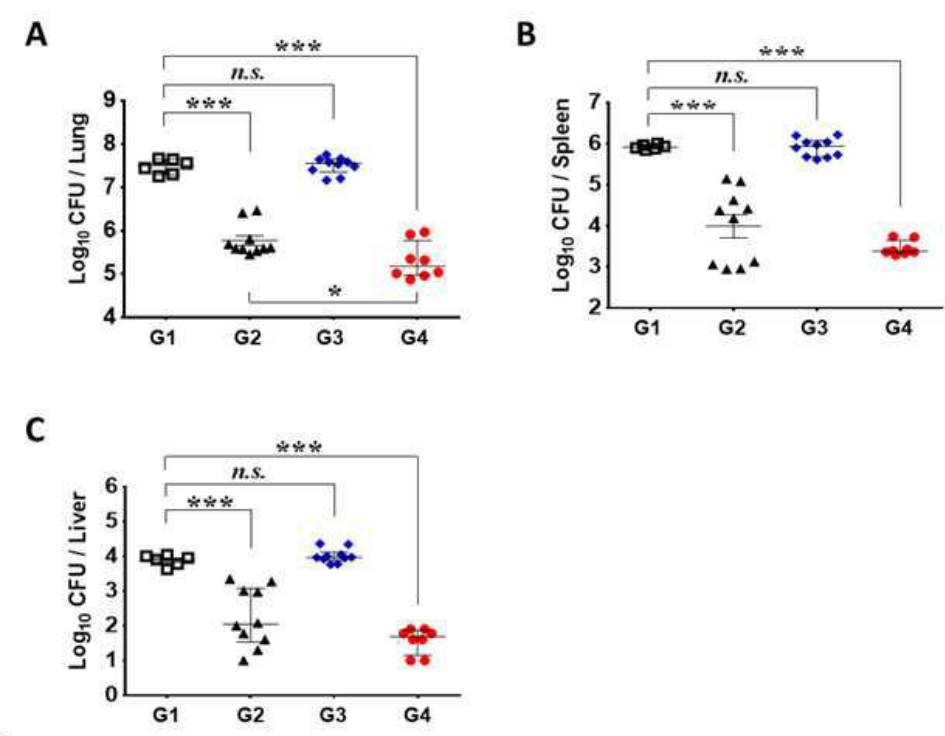 A
***
n.s.
***
Log10 CFU / Lung
9
8
7
6
5
4
*
G1 G2 G3 G4
B
***
n.s.
***
Log10 CFU / Spleen
7
6
5
4
3
2
G1 G2 G3 G4
C
***
n.s.
***
Log10 CFU / Liver
6
5
4
3
2
1
0
G1 G2 G3 G4